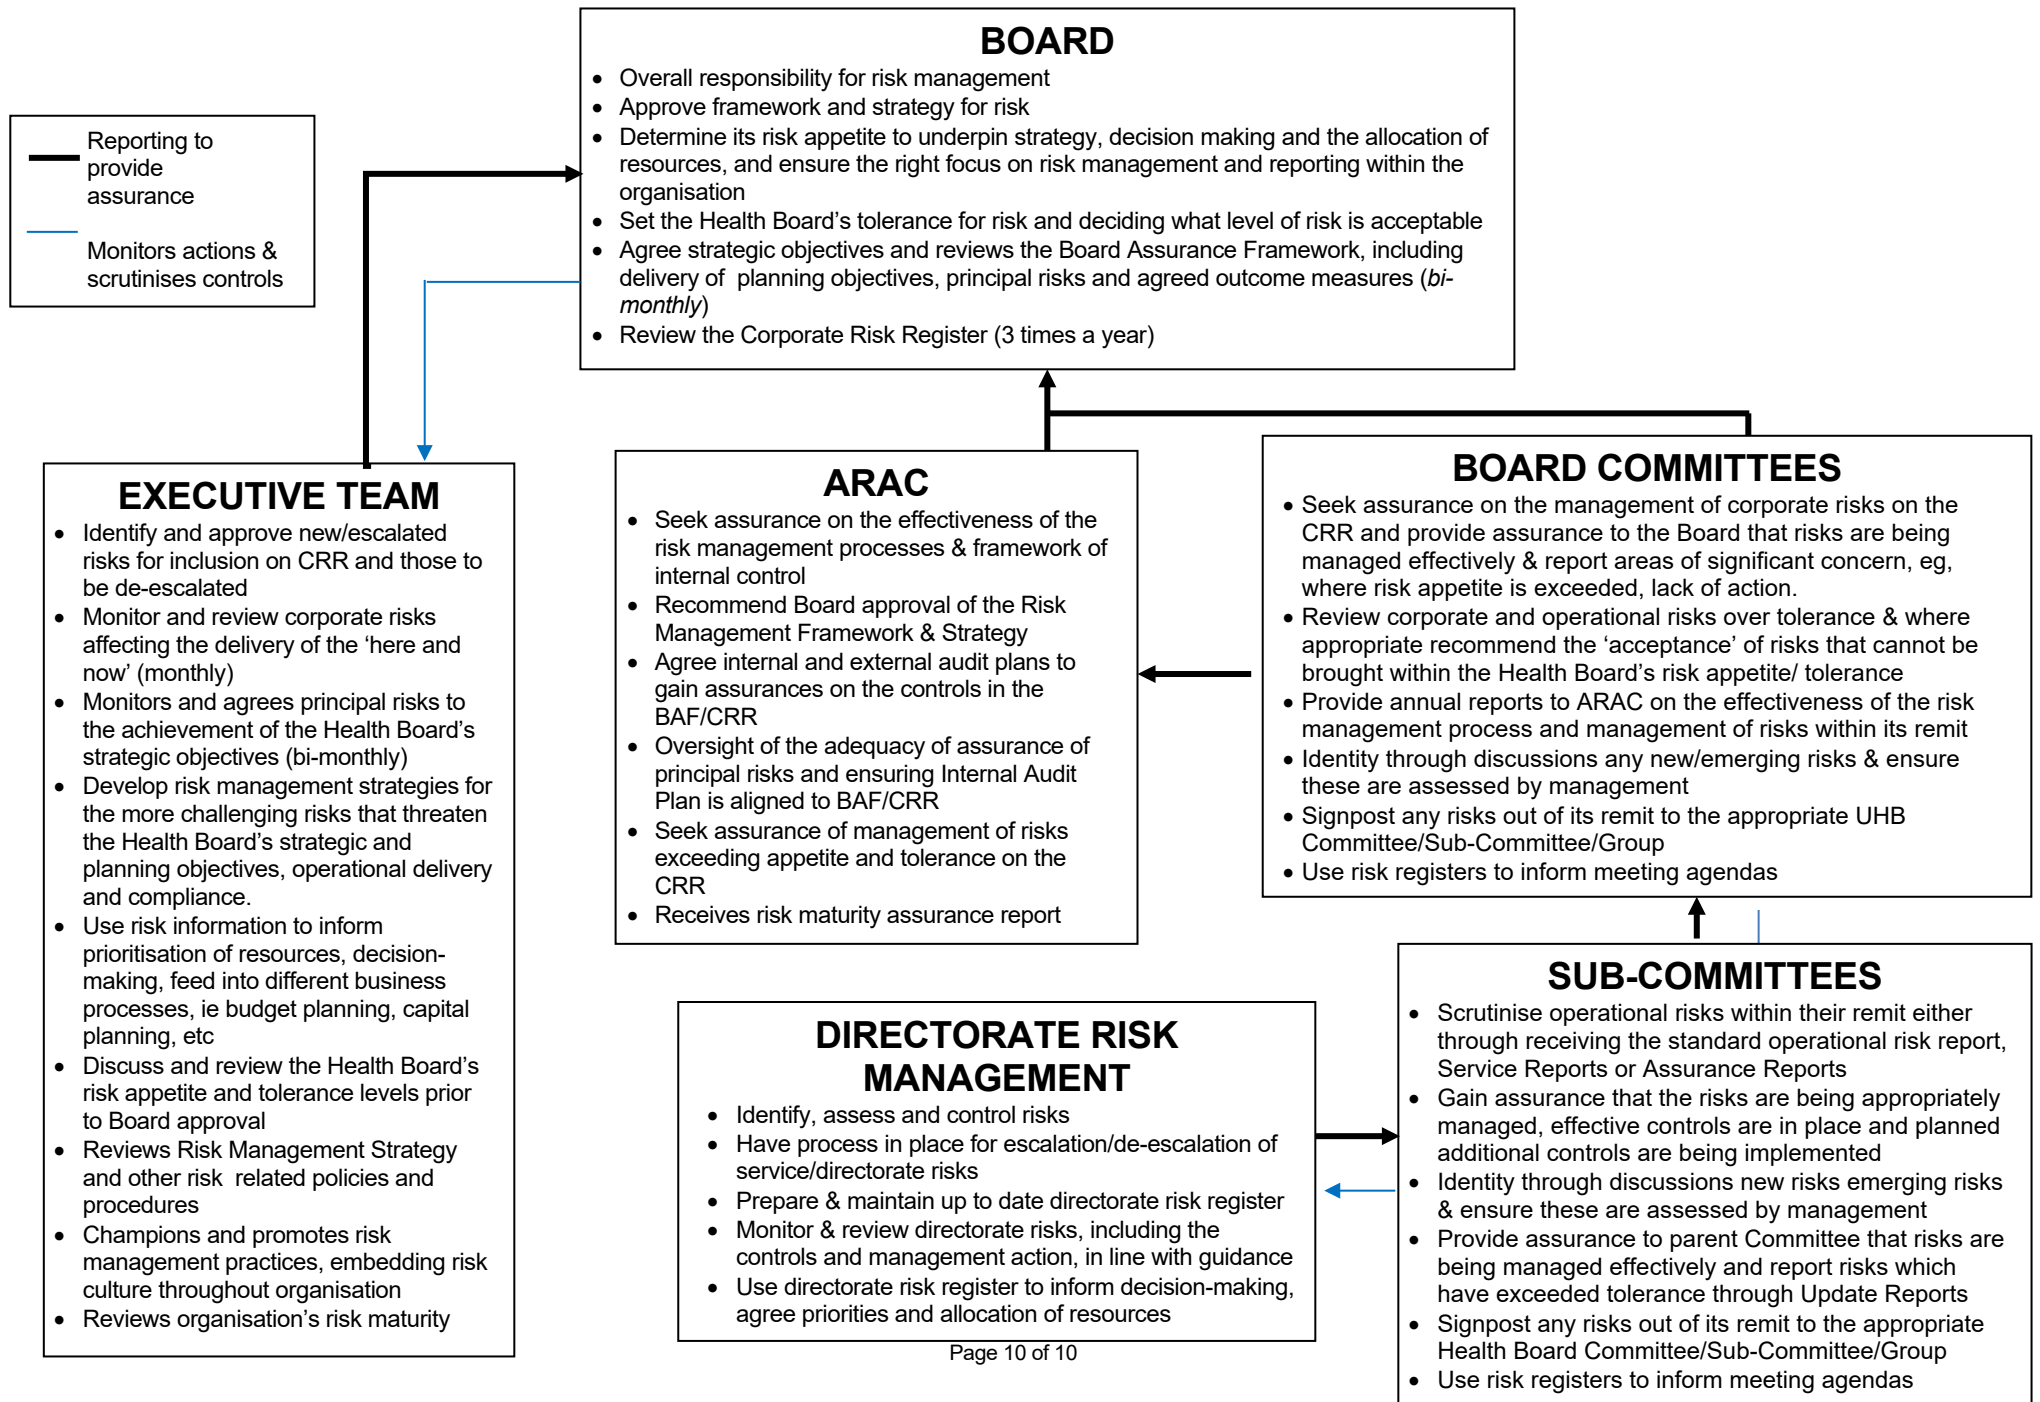 BOARD
• Overall responsibility for risk management
• Approve framework and strategy for risk
• Determine its risk appetite to underpin strategy, decision making and the allocation of
resources, and ensure the right focus on risk management and reporting within the
organisation
• Set the Health Board’s tolerance for risk and deciding what level of risk is acceptable
• Agree strategic objectives and reviews the Board Assurance Framework, including
delivery of  planning objectives, principal risks and agreed outcome measures (bi-
monthly)
• Review the Corporate Risk Register (3 times a year)
Reporting to
provide
assurance
Monitors actions &
scrutinises controls
EXECUTIVE TEAM
• Identify and approve new/escalated
risks for inclusion on CRR and those to
be de-escalated
• Monitor and review corporate risks
affecting the delivery of the ‘here and
now’ (monthly)
• Monitors and agrees principal risks to
the achievement of the Health Board’s
strategic objectives (bi-monthly)
• Develop risk management strategies for
the more challenging risks that threaten
the Health Board’s strategic and
planning objectives, operational delivery
and compliance.
• Use risk information to inform
prioritisation of resources, decision-
making, feed into different business
processes, ie budget planning, capital
planning, etc
• Discuss and review the Health Board’s
risk appetite and tolerance levels prior
to Board approval
• Reviews Risk Management Strategy
and other risk  related policies and
procedures
• Champions and promotes risk
management practices, embedding risk
culture throughout organisation
• Reviews organisation’s risk maturity
ARAC
• Seek assurance on the effectiveness of the
risk management processes & framework of
internal control
• Recommend Board approval of the Risk
Management Framework & Strategy
• Agree internal and external audit plans to
gain assurances on the controls in the
BAF/CRR
• Oversight of the adequacy of assurance of
principal risks and ensuring Internal Audit
Plan is aligned to BAF/CRR
• Seek assurance of management of risks
exceeding appetite and tolerance on the
CRR
• Receives risk maturity assurance report
BOARD COMMITTEES
• Seek assurance on the management of corporate risks on the
CRR and provide assurance to the Board that risks are being
managed effectively & report areas of significant concern, eg,
where risk appetite is exceeded, lack of action.
• Review corporate and operational risks over tolerance & where
appropriate recommend the ‘acceptance’ of risks that cannot be
brought within the Health Board’s risk appetite/ tolerance
• Provide annual reports to ARAC on the effectiveness of the risk
management process and management of risks within its remit
• Identity through discussions any new/emerging risks & ensure
these are assessed by management
• Signpost any risks out of its remit to the appropriate UHB
Committee/Sub-Committee/Group
• Use risk registers to inform meeting agendas
DIRECTORATE RISK
MANAGEMENT
• Identify, assess and control risks
• Have process in place for escalation/de-escalation of
service/directorate risks
• Prepare & maintain up to date directorate risk register
• Monitor & review directorate risks, including the
controls and management action, in line with guidance
• Use directorate risk register to inform decision-making,
agree priorities and allocation of resources
SUB-COMMITTEES
• Scrutinise operational risks within their remit either
through receiving the standard operational risk report,
Service Reports or Assurance Reports
• Gain assurance that the risks are being appropriately
managed, effective controls are in place and planned
additional controls are being implemented
• Identity through discussions new risks emerging risks
& ensure these are assessed by management
• Provide assurance to parent Committee that risks are
being managed effectively and report risks which
have exceeded tolerance through Update Reports
• Signpost any risks out of its remit to the appropriate
Health Board Committee/Sub-Committee/Group
• Use risk registers to inform meeting agendas
Page 10 of 10